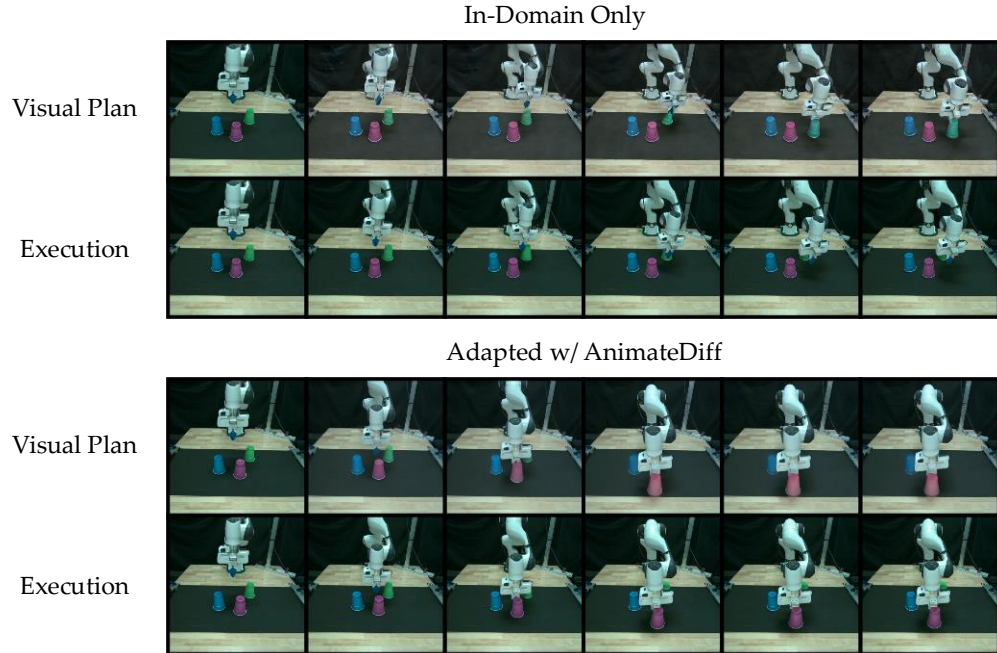 In-Domain Only
Visual Plan
Execution
Adapted w/ AnimateDiff
Visual Plan
Execution